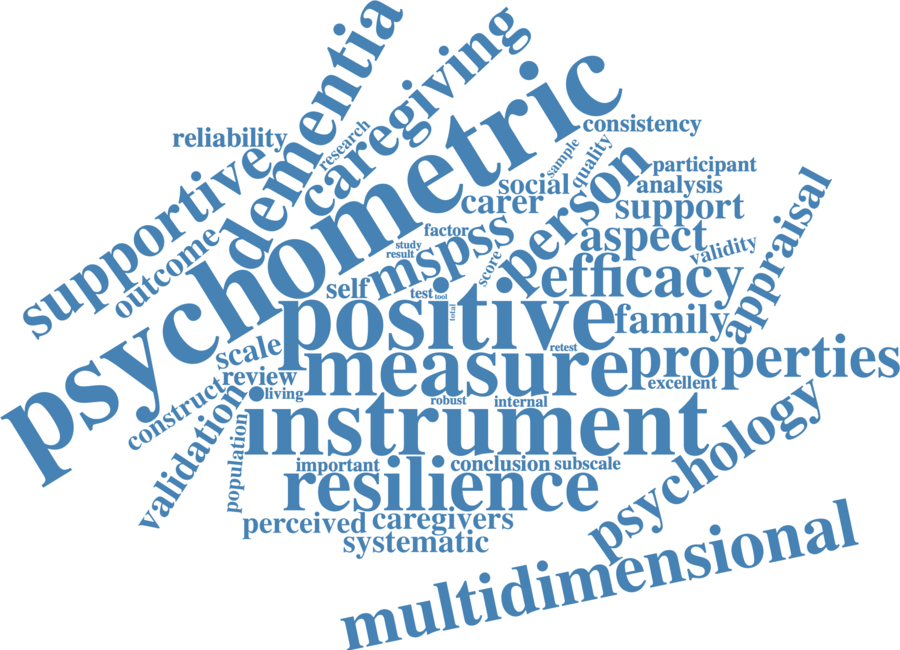 dementia
caregiving
psychometric
reliability
research
consistency
supportive
sample
quality
participant
social
person
analysis
carer
support
appraisal
outcome
factor
mspss
aspect
validity
study
result
score
efficacy
self
test
tool
total
positive
family
scale
retest
measure
properties
review
excellent
construct
living
robust
internal
validation
instrument
population
psychology
important
conclusion
subscale
resilience
perceived
caregivers
systematic
multidimensional